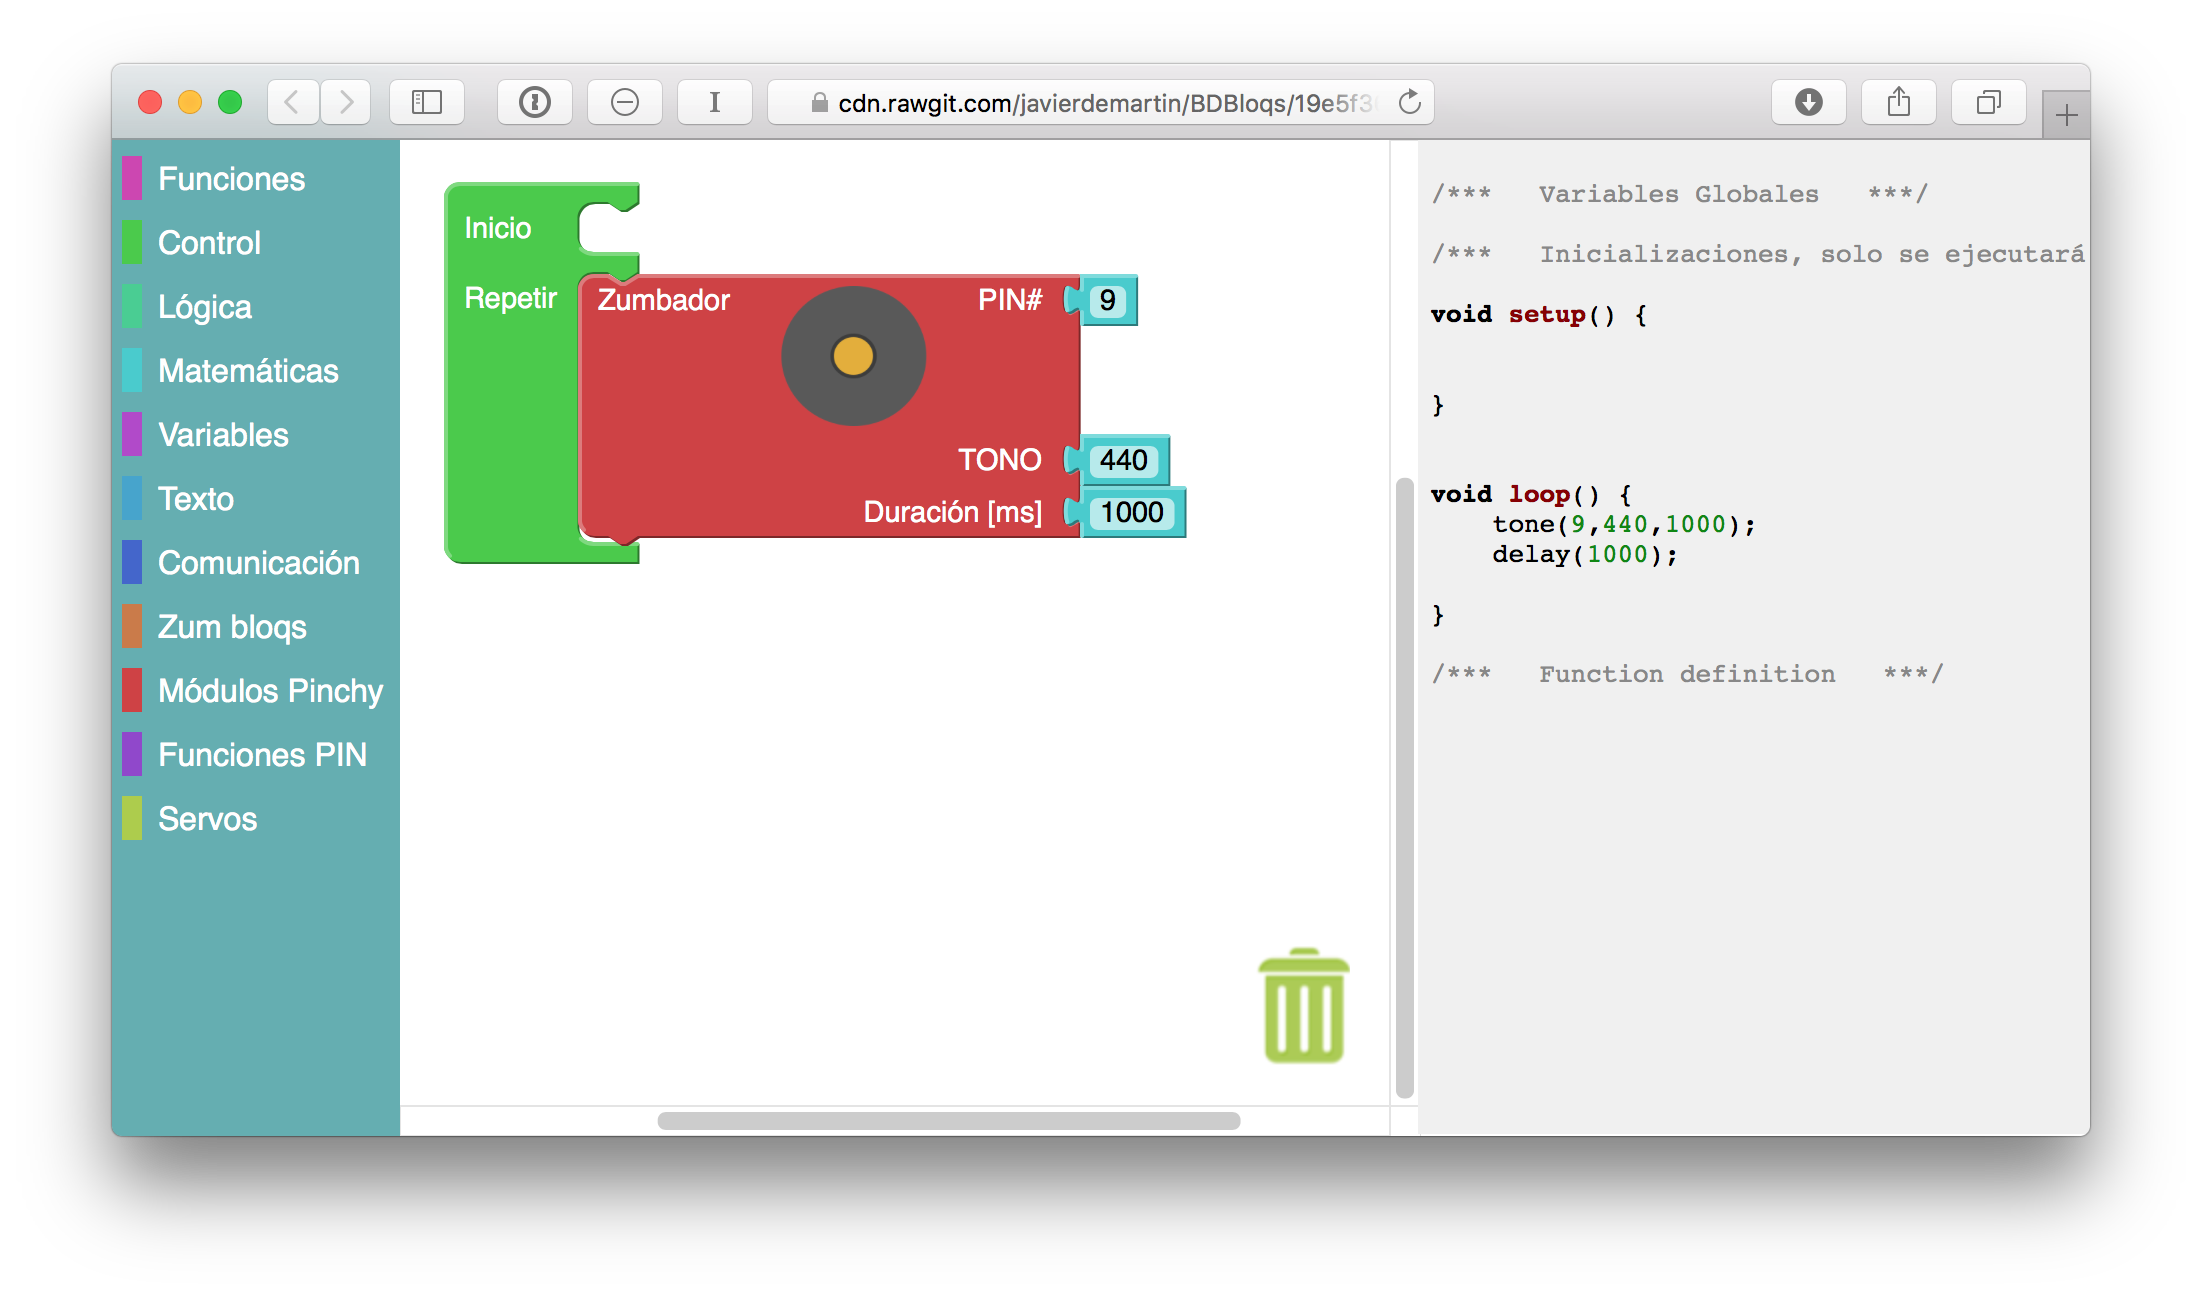 cdn.rawgit.com/javierdemartin/BDBloqs/19e5f3
Funciones
Control
Lógica
Matemáticas
Variables
Texto
Comunicación
Zum bloqs
Módulos Pinchy
Funciones PIN
Servos
Inicio
Repetir
Zumbador
PIN# 9
TONO 440
Duración [ms] 1000
/*** Variables Globales ***/
/*** Inicializaciones, solo se ejecutará
void setup() {
}
void loop() {
tone(9,440,1000);
delay(1000);
}
/*** Function definition ***/